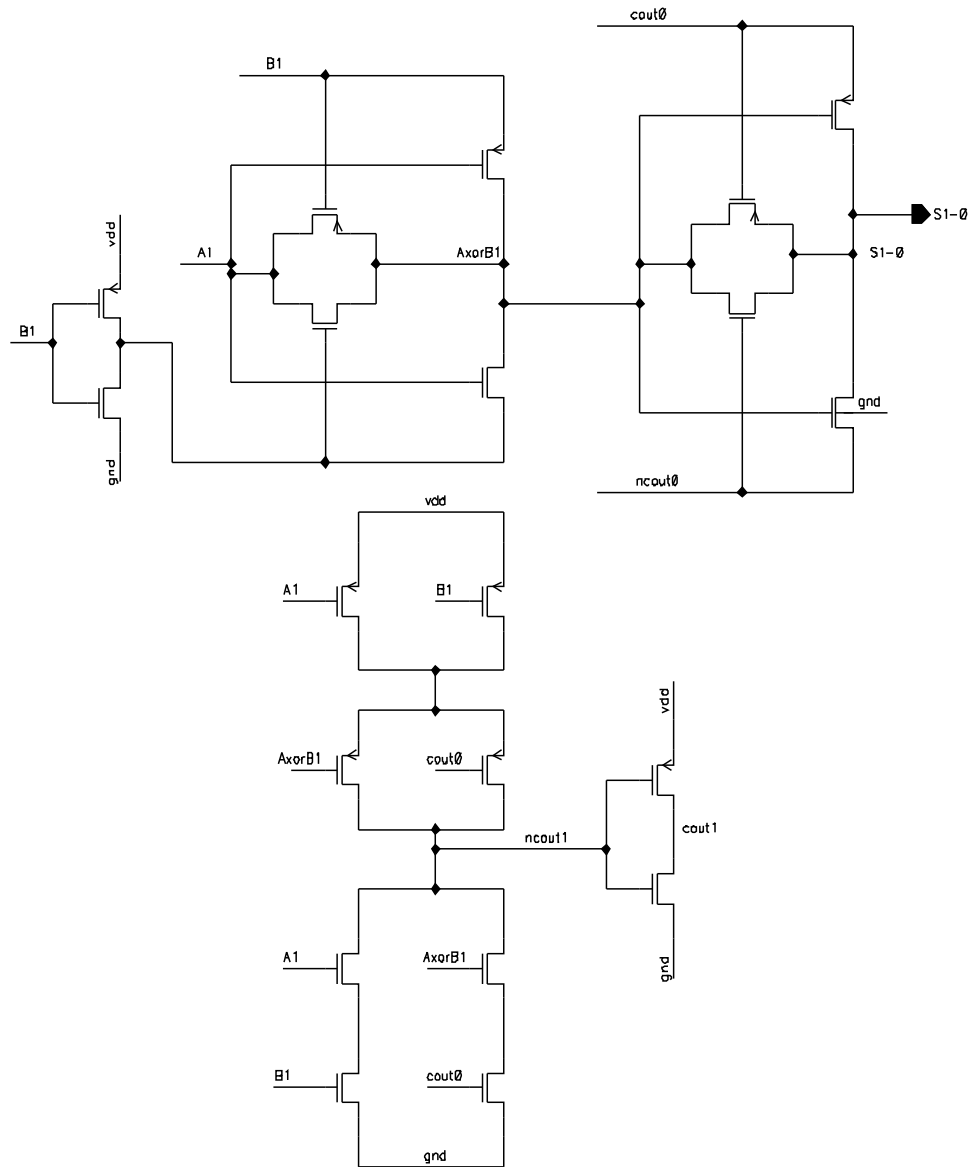 cout0
B1
vdd
S1-0
A1
AxorB1
S1-0
B1
gnd
gnd
ncout0
vdd
A1
B1
vdd
AxorB1
cout0
cout1
ncout1
A1
AxorB1
gnd
B1
cout0
gnd